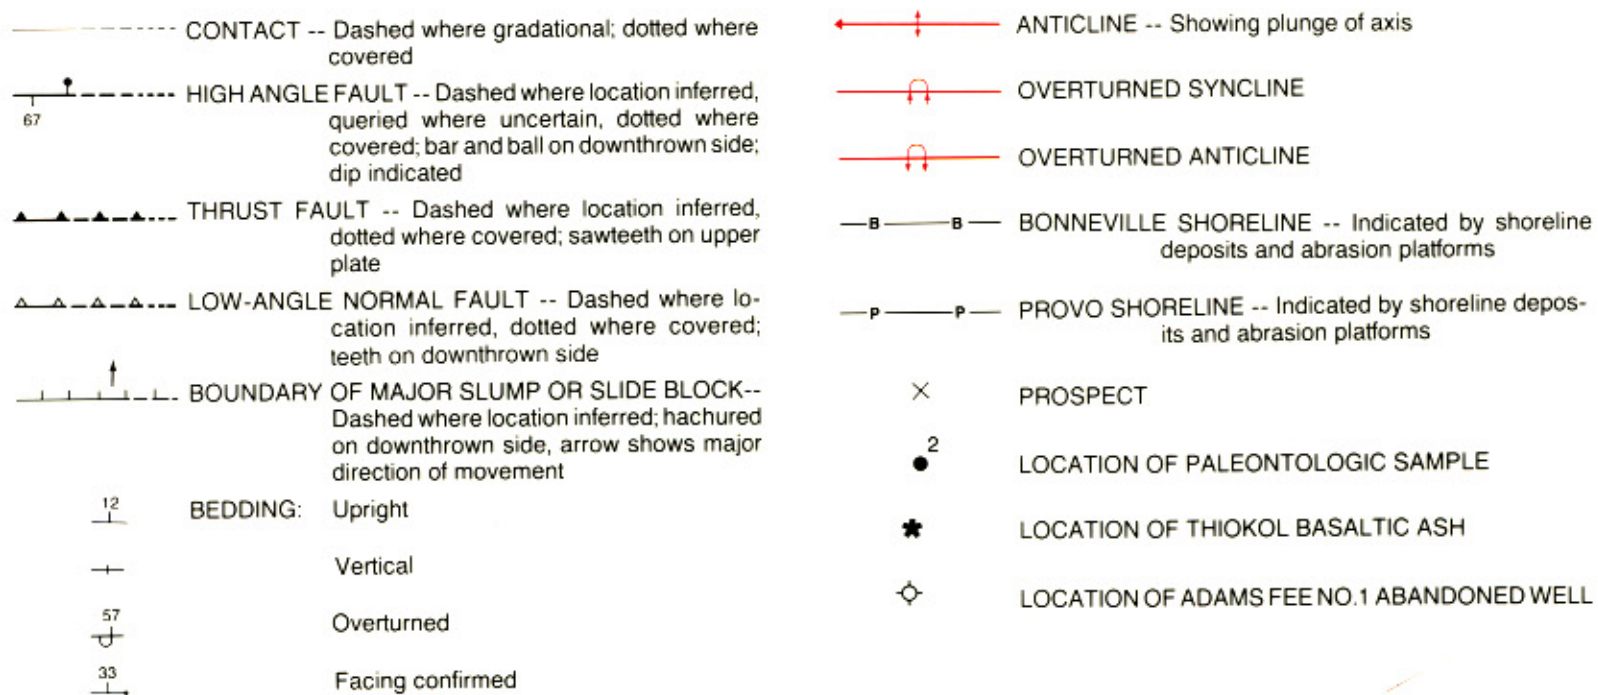 CONTACT -- Dashed where gradational; dotted where
covered
67
HIGH ANGLE FAULT -- Dashed where location inferred,
queried where uncertain, dotted where
covered; bar and ball on downthrown side;
dip indicated
THRUST FAULT -- Dashed where location inferred,
dotted where covered; sawteeth on upper
plate
LOW-ANGLE NORMAL FAULT -- Dashed where lo-
cation inferred, dotted where covered;
teeth on downthrown side
BOUNDARY OF MAJOR SLUMP OR SLIDE BLOCK--
Dashed where location inferred; hachured
on downthrown side, arrow shows major
direction of movement
12
BEDDING: Upright
Vertical
57
Overturned
33
Facing confirmed
ANTICLINE -- Showing plunge of axis
OVERTURNED SYNCLINE
OVERTURNED ANTICLINE
B B
BONNEVILLE SHORELINE -- Indicated by shoreline
deposits and abrasion platforms
P P
PROVO SHORELINE -- Indicated by shoreline depos-
its and abrasion platforms
PROSPECT
2
LOCATION OF PALEONTOLOGIC SAMPLE
LOCATION OF THIOKOL BASALTIC ASH
LOCATION OF ADAMS FEE NO.1 ABANDONED WELL